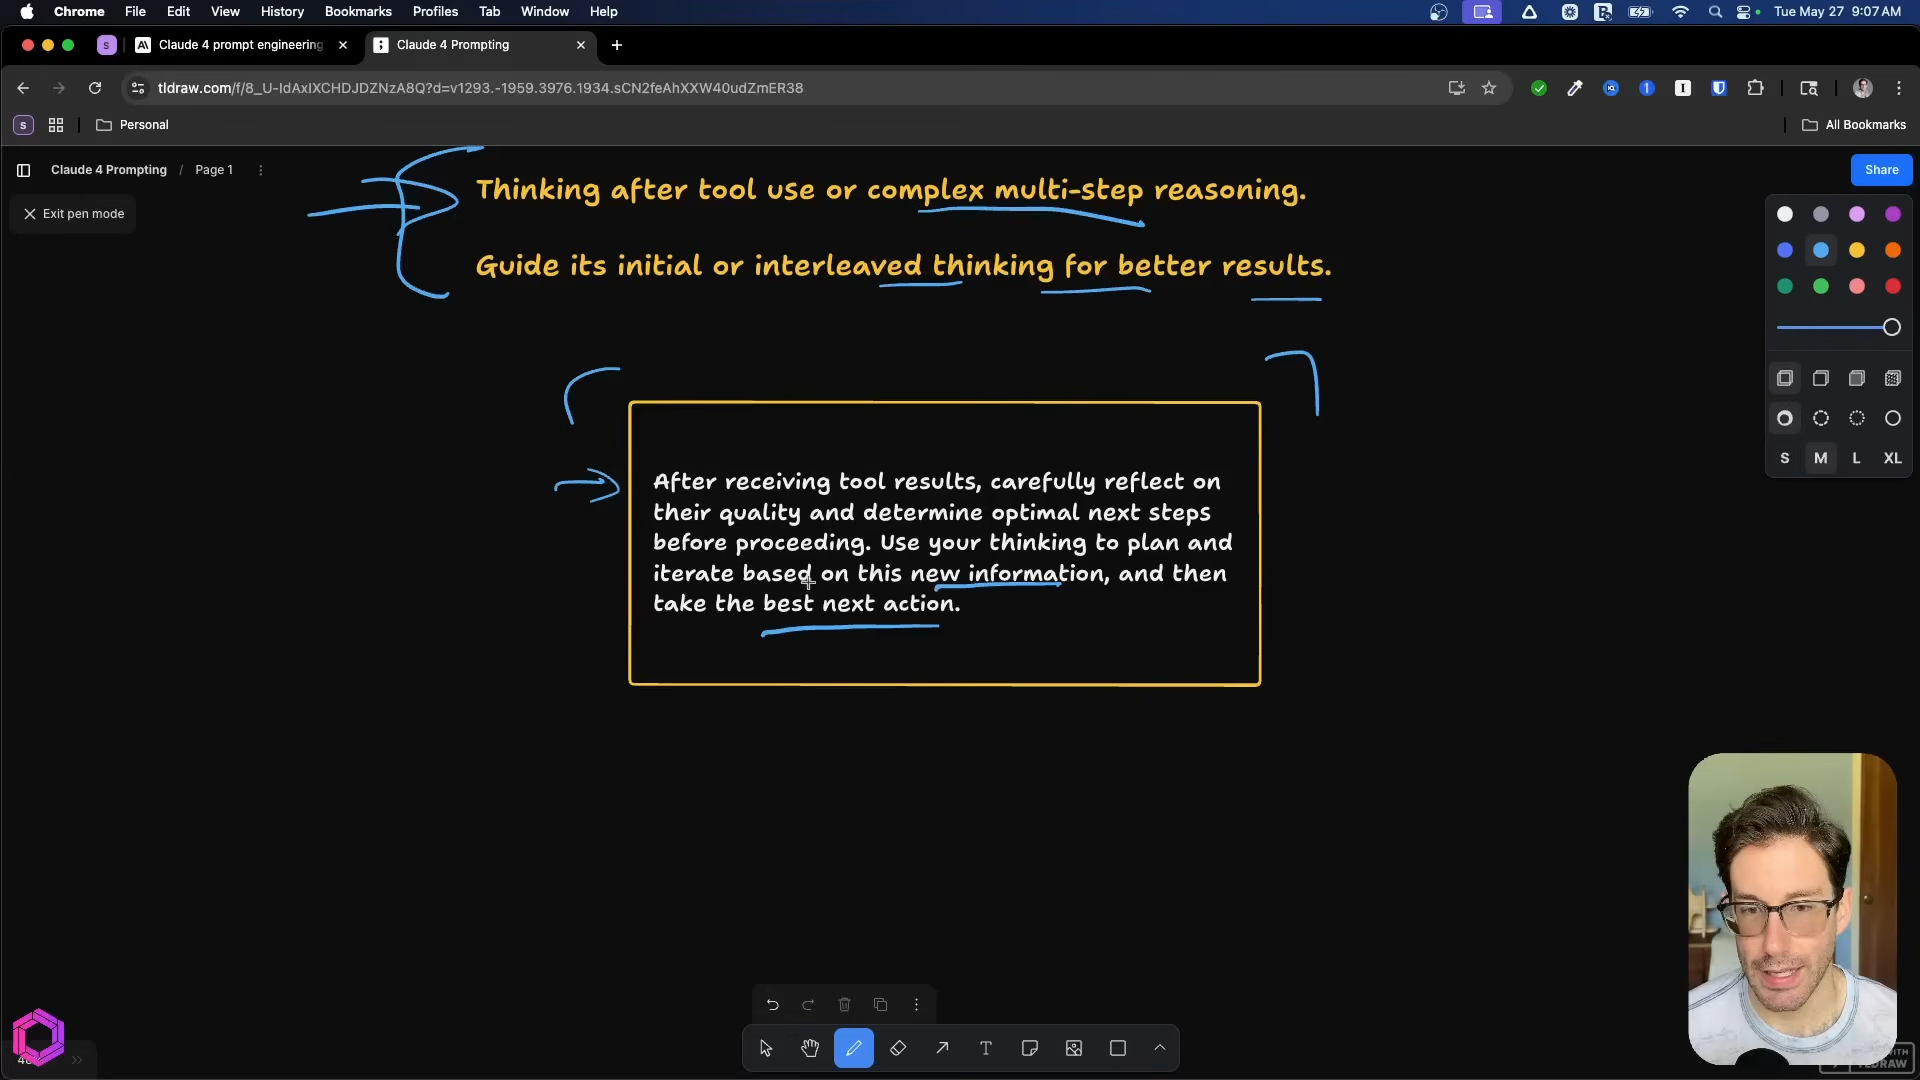 Chrome File Edit View History Bookmarks Profiles Tab Window Help Tue May 27 9:07 AM
Claude 4 prompt engineering Claude 4 Prompting
tldraw.com/f/8_U-IdAxIXCHDJDZNzA8Q?d=v1293.-1959.3976.1934.sCN2feAhXXW40udZmER38
S Personal All Bookmarks
Claude 4 Prompting / Page 1 Share
Exit pen mode
Thinking after tool use or complex multi-step reasoning.
Guide its initial or interleaved thinking for better results.
S M L XL
After receiving tool results, carefully reflect on
their quality and determine optimal next steps
before proceeding. Use your thinking to plan and
iterate based on this new information, and then
take the best next action.